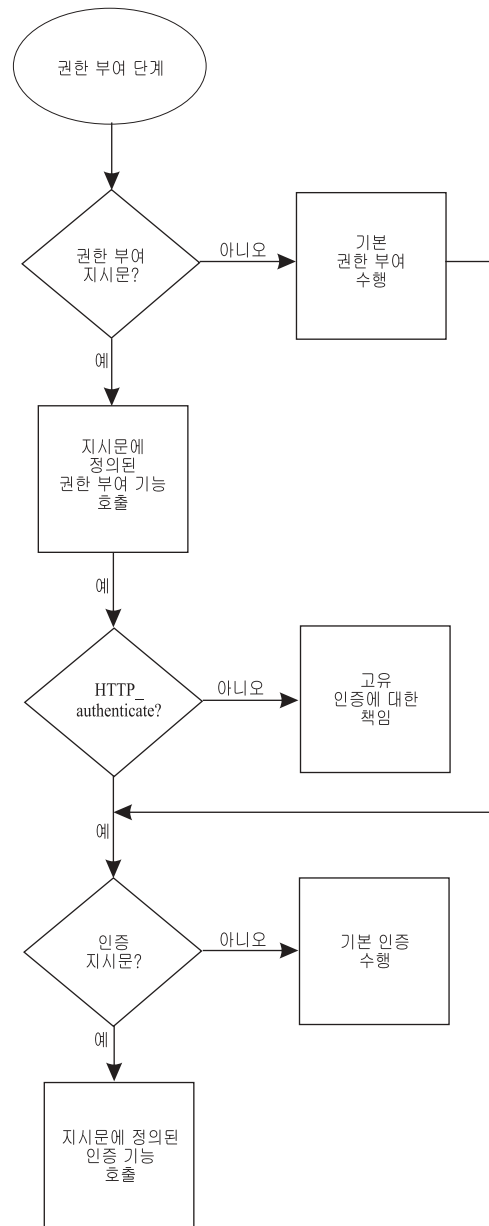 권한 부여 단계
권한 부여
지시문?
아니오
기본
권한 부여
수행
예
지시문에
정의된
권한 부여 기능
호출
예
HTTP_
authenticate?
아니오
고유
인증에 대한
책임
예
인증
지시문?
아니오
기본 인증
수행
예
지시문에 정의된
인증 기능
호출